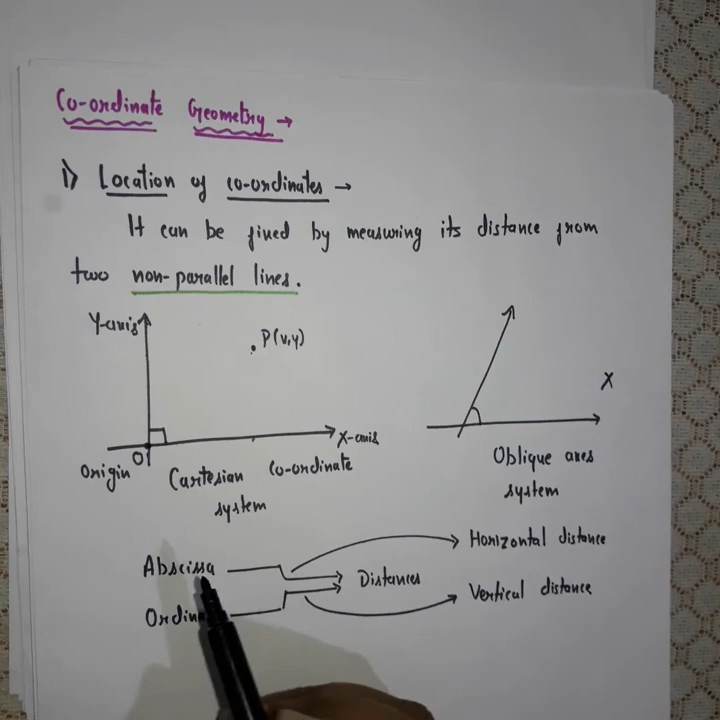 Co-ordinate Geometry →
1) Location of co-ordinates →
It can be fixed by measuring its distance from
two non-parallel lines.
Y-axis
P(x,y)
X
X-axis
O
Origin
Cartesian co-ordinate
system
Oblique axes
system
Abscissa
Distances
Horizontal distance
Vertical distance